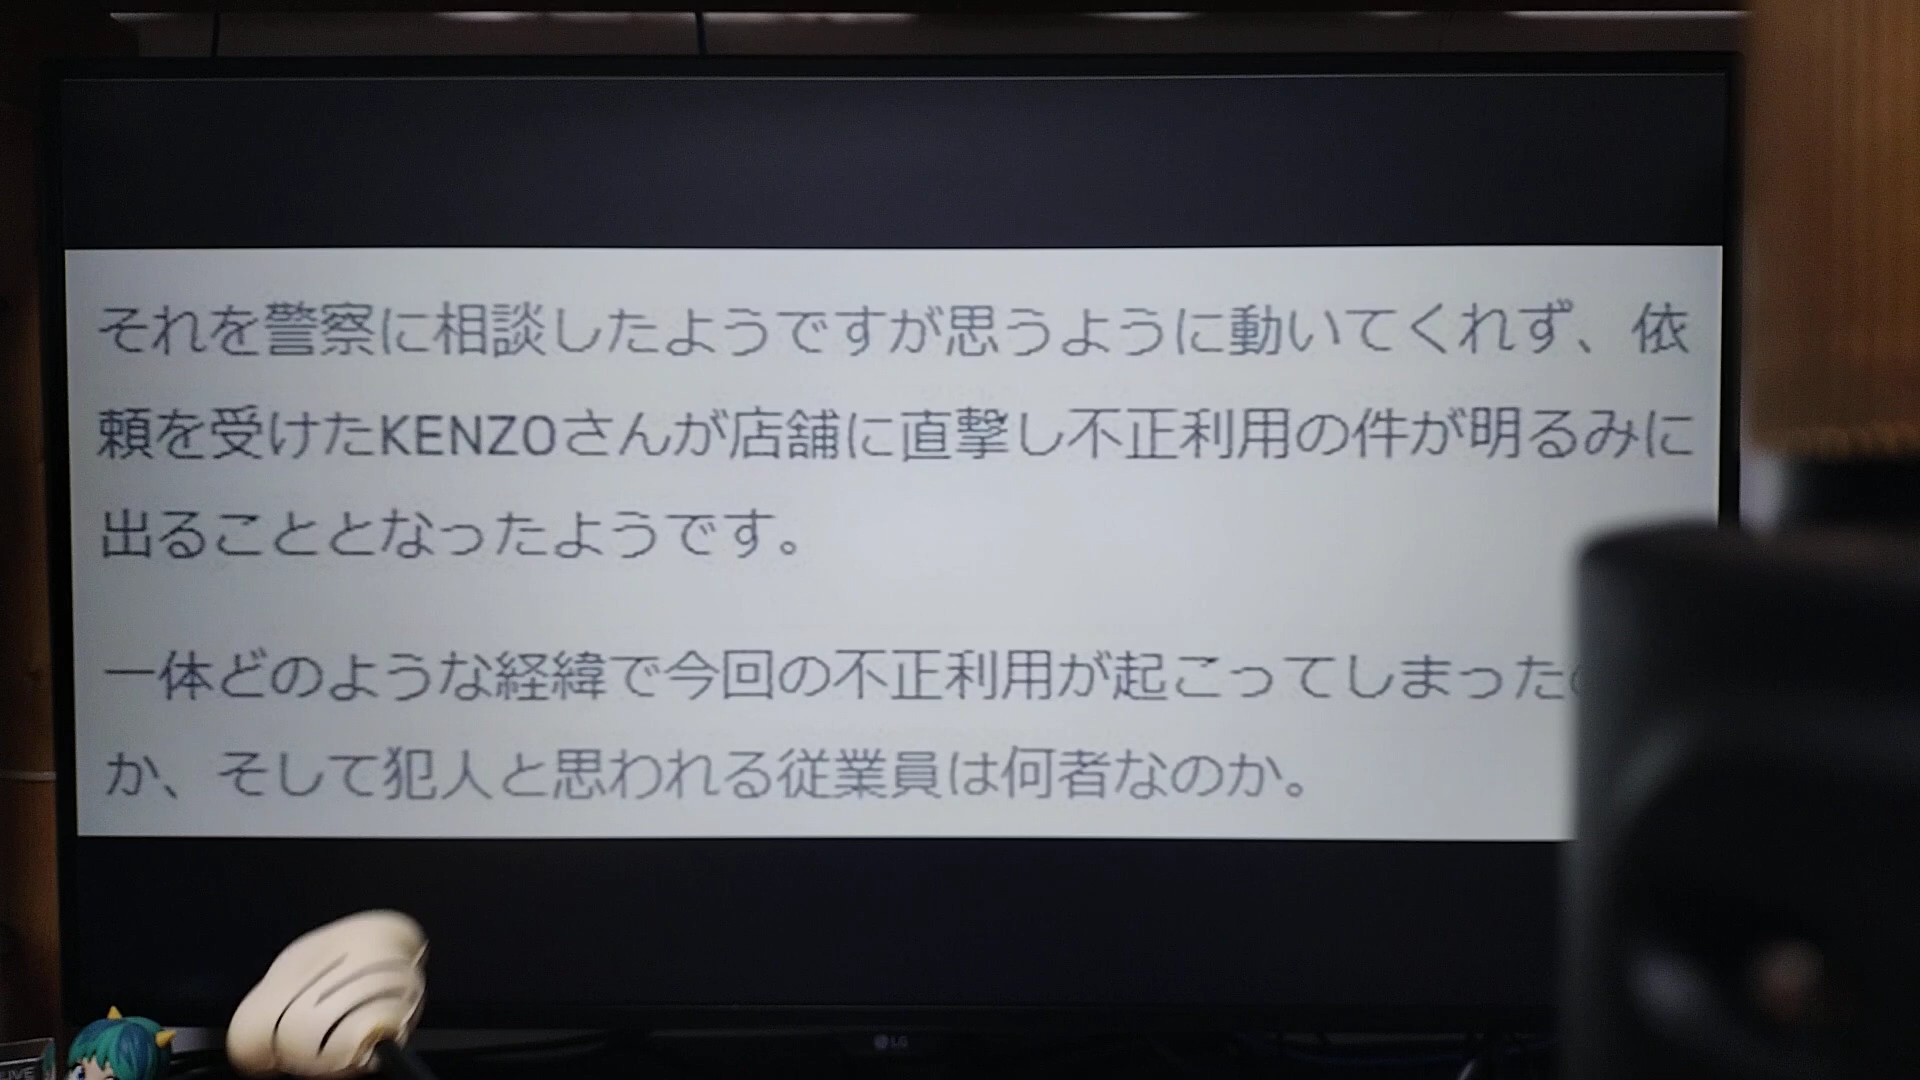 それを警察に相談したようですが思うように動いてくれず、依
頼を受けたKENZOさんが店舗に直撃し不正利用の件が明るみに
出ることとなったようです。
一体どのような経緯で今回の不正利用が起こってしまった
か、そして犯人と思われる従業員は何者なのか。
LG